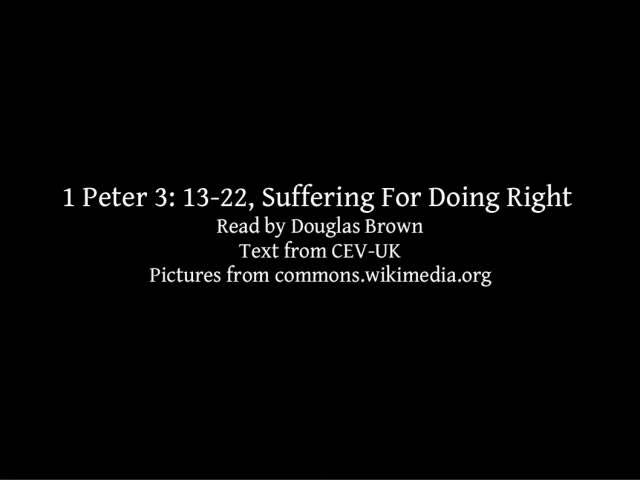 1 Peter 3: 13-22, Suffering For Doing Right
Read by Douglas Brown
Text from CEV-UK
Pictures from commons.wikimedia.org